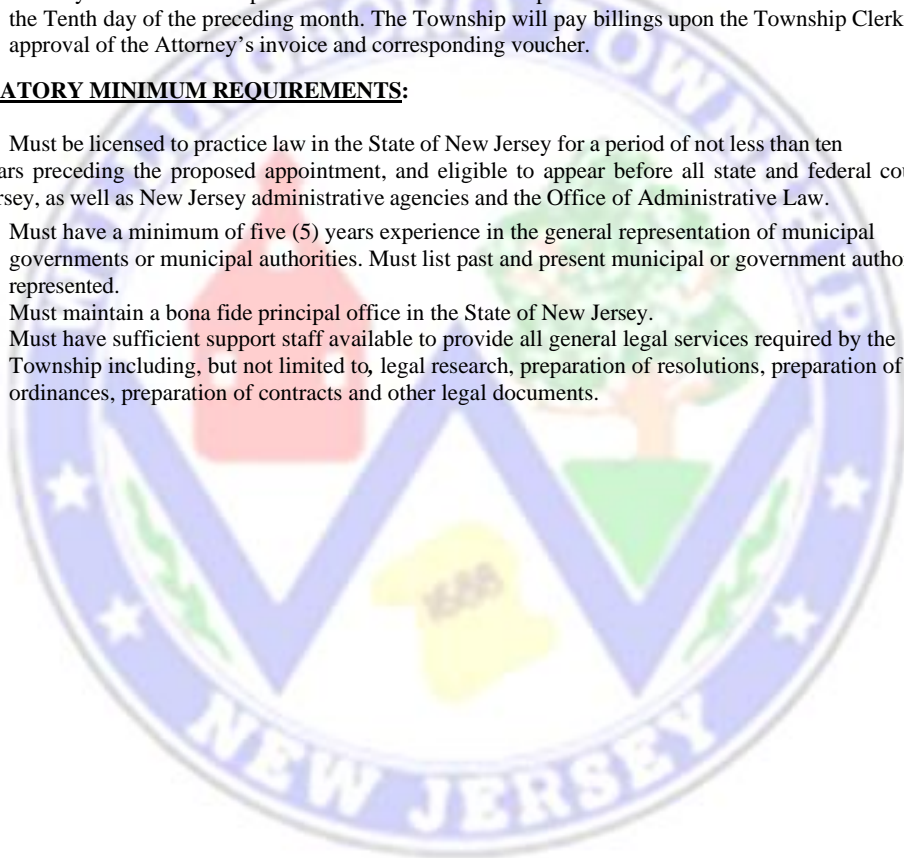 the Tenth day of the preceding month. The Township will pay billings upon the Township Clerk
approval of the Attorney's invoice and corresponding voucher.
ATORY MINIMUM REQUIREMENTS:
Must be licensed to practice law in the State of New Jersey for a period of not less than ten
ars preceding the proposed appointment, and eligible to appear before all state and federal cou
rsey, as well as New Jersey administrative agencies and the Office of Administrative Law.
Must have a minimum of five (5) years experience in the general representation of municipal
governments or municipal authorities. Must list past and present municipal or government author
represented.
Must maintain a bona fide principal office in the State of New Jersey.
Must have sufficient support staff available to provide all general legal services required by the
Township including, but not limited to, legal research, preparation of resolutions, preparation of
ordinances, preparation of contracts and other legal documents.
WILLINGBORO TOWNSHIP
1688
NEW JERSEY